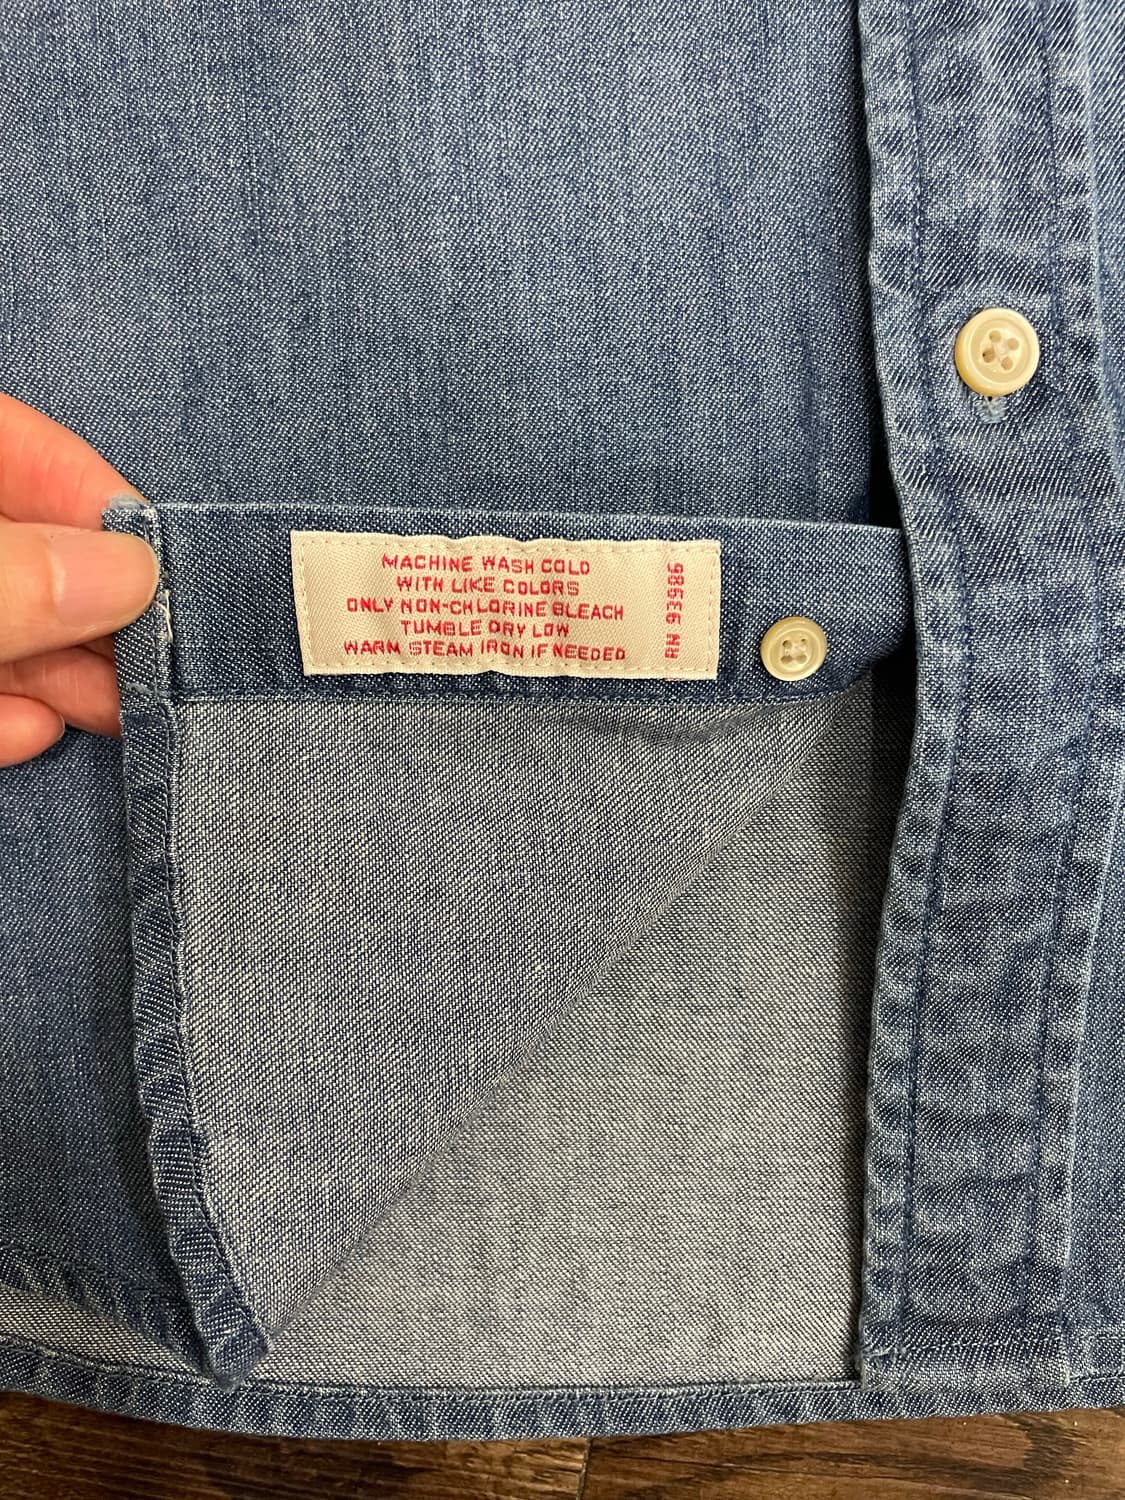 MACHINE WASH COLD
WITH LIKE COLORS
ONLY NON-CHLORINE BLEACH
TUMBLE DRY LOW
WARM STEAM IRON IF NEEDED
RN 93986